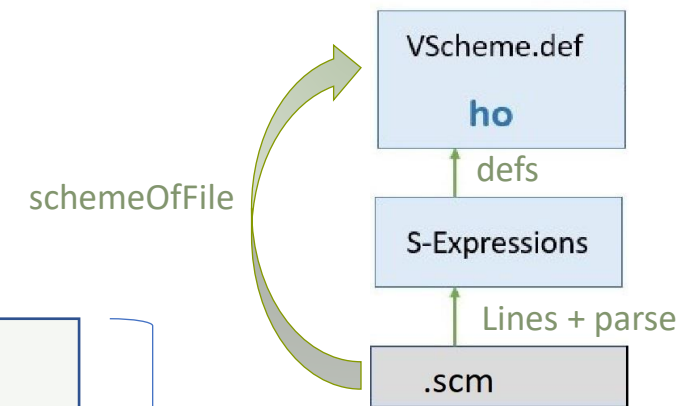 VScheme.def
ho
defs
schemeOfFile
S-Expressions
Lines + parse
.scm